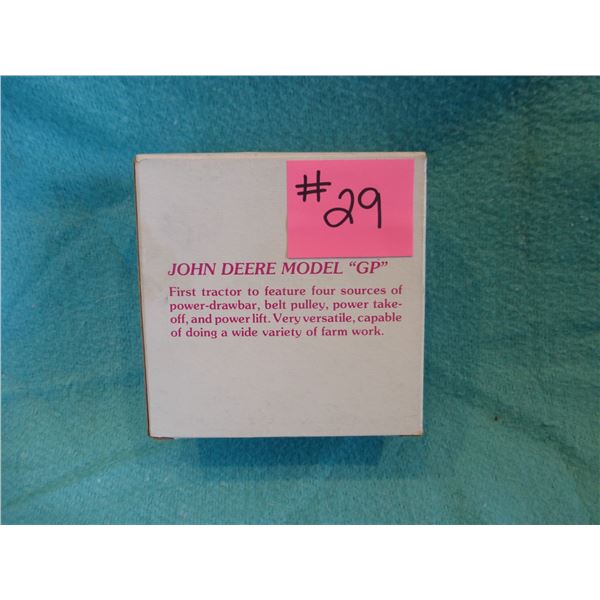 #29
JOHN DEERE MODEL “GP”
First tractor to feature four sources of
power-drawbar, belt pulley, power take-
off, and power lift. Very versatile, capable
of doing a wide variety of farm work.